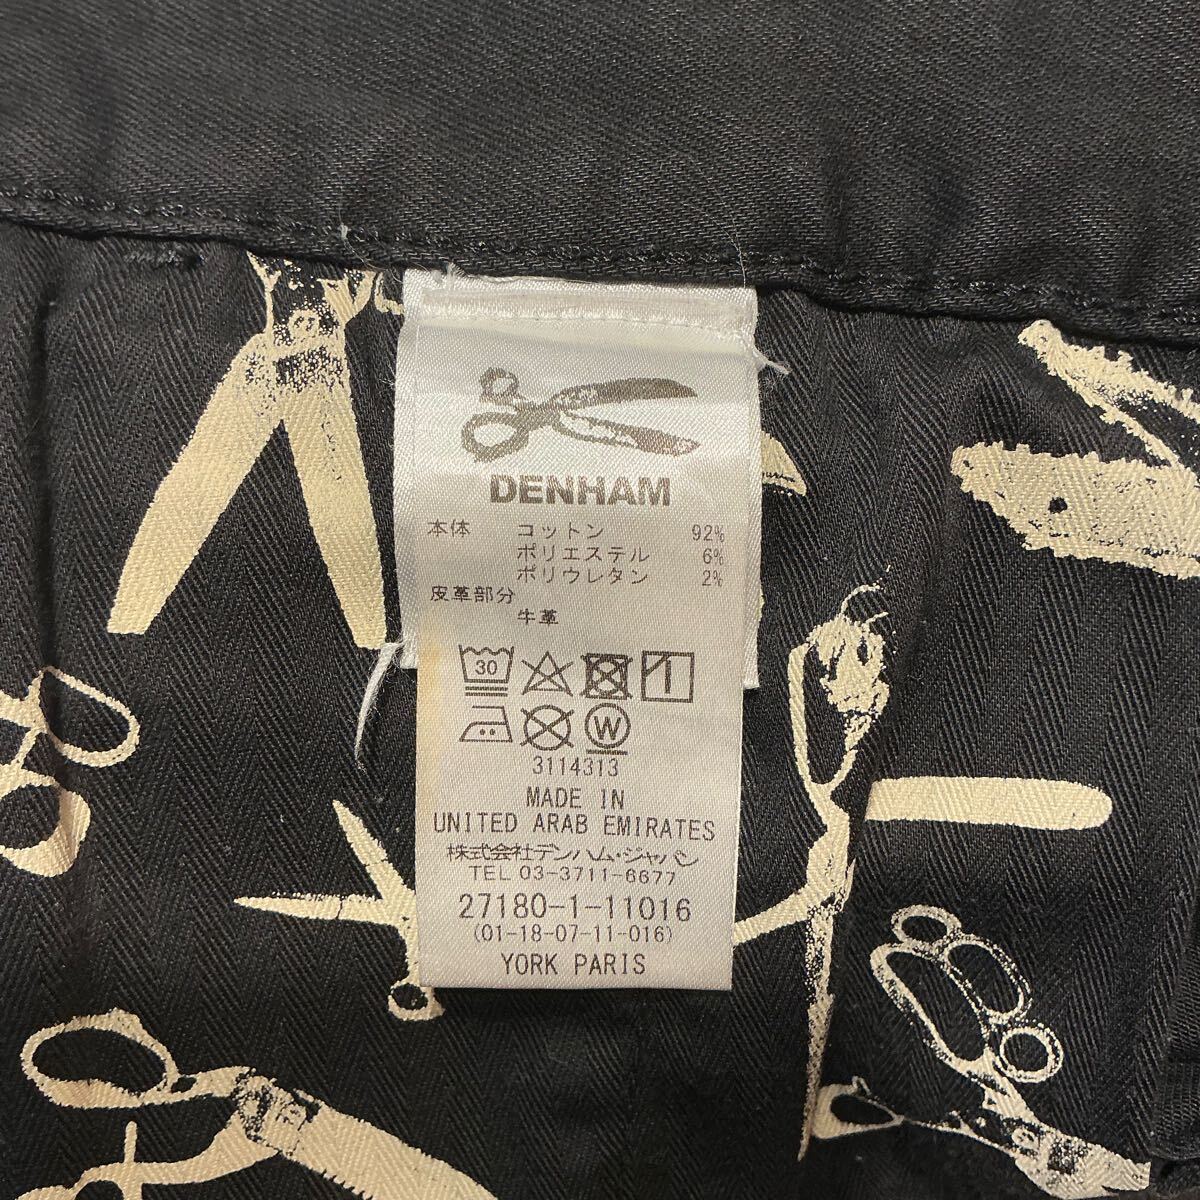 DENHAM
本体 コットン 92%
ポリエステル 6%
ポリウレタン 2%
皮革部分
牛革
30
W
3114313
MADE IN
UNITED ARAB EMIRATES
株式会社デンハム・ジャパン
TEL 03-3711-6677
27180-1-11016
(01-18-07-11-016)
YORK PARIS